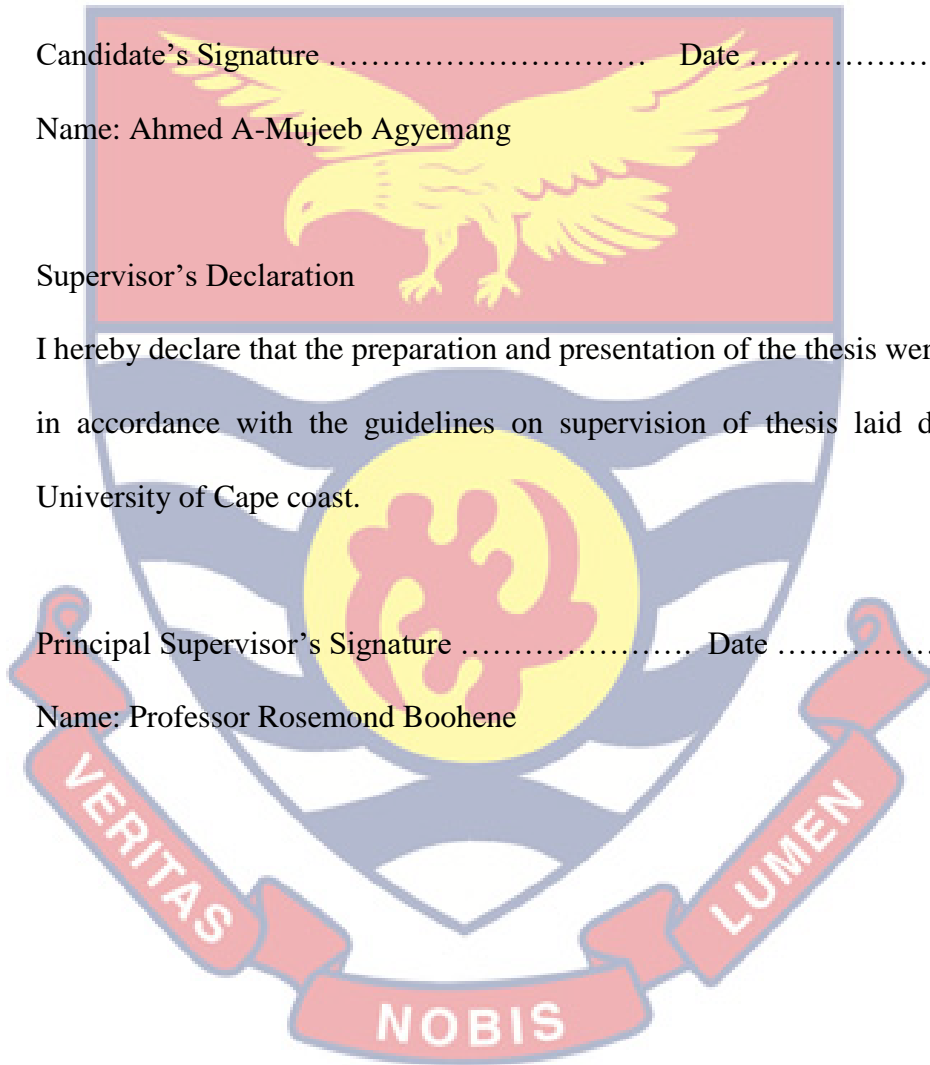 Candidate’s Signature ………………………… Date ………………
Name: Ahmed A-Mujeeb Agyemang
Supervisor’s Declaration
I hereby declare that the preparation and presentation of the thesis wer
in accordance with the guidelines on supervision of thesis laid d
University of Cape coast.
Principal Supervisor’s Signature …………………. Date …………….
Name: Professor Rosemond Boohene
VERITAS
NOBIS
LUMEN